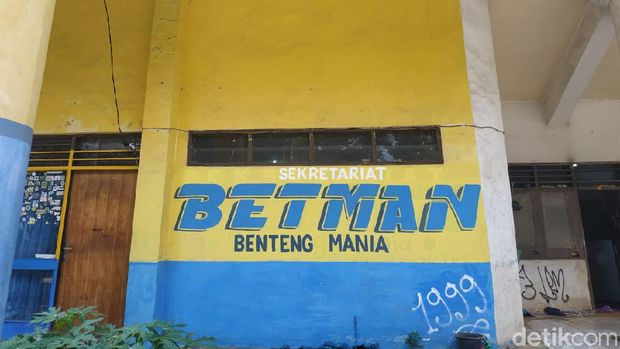 SEKRETARIAT
BETMAN
BENTENG MANIA
1999
detikcom